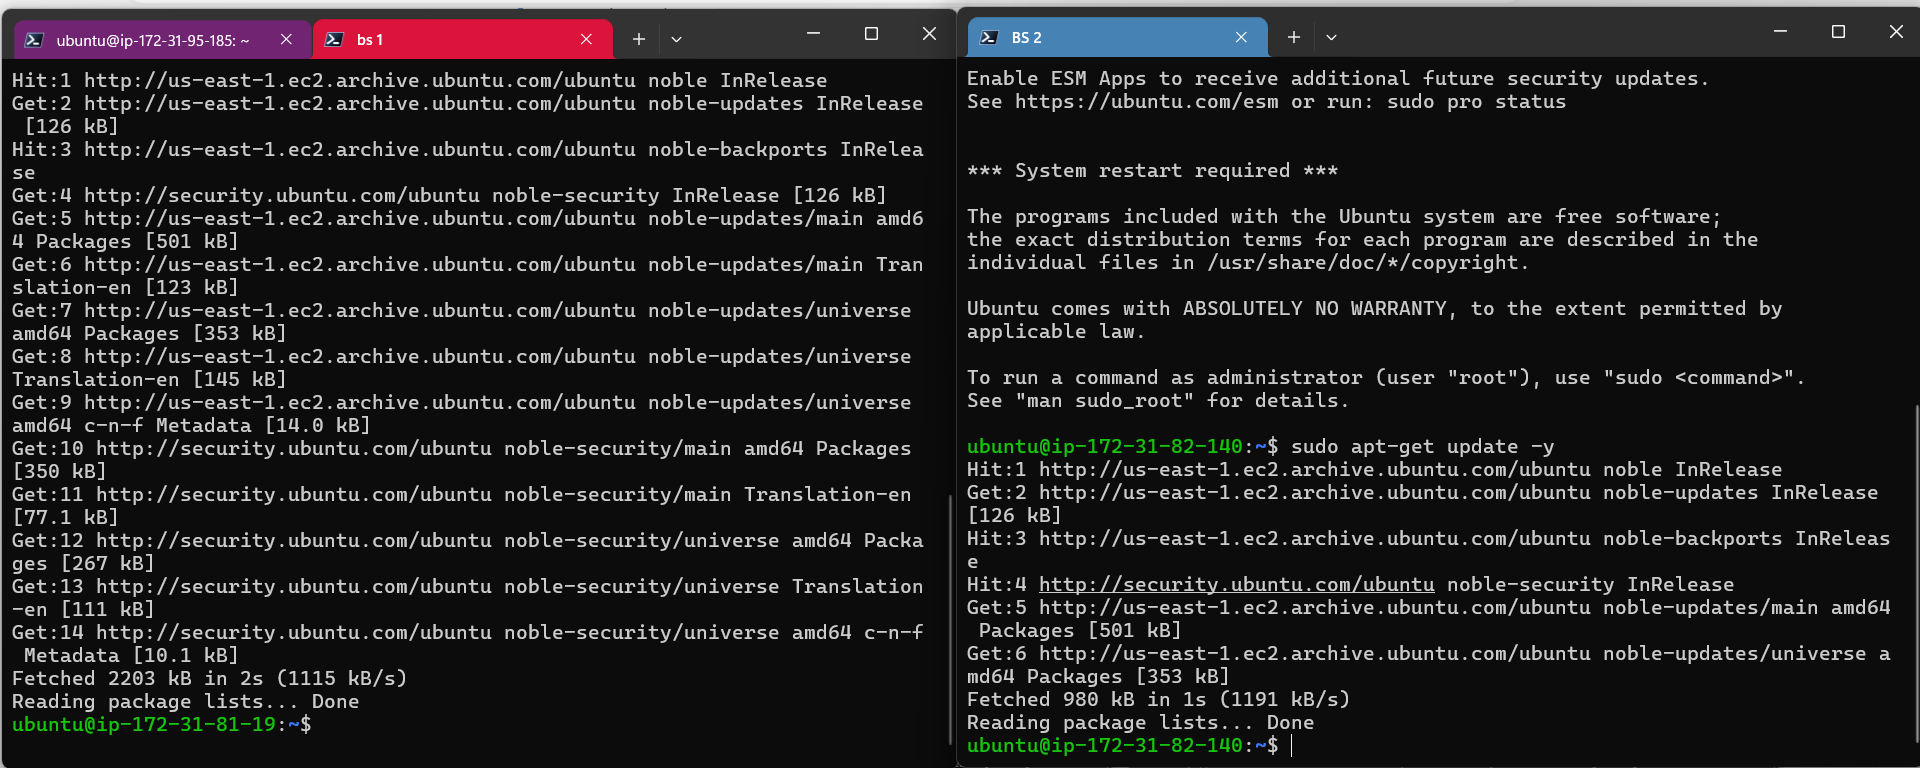 ubuntu@ip-172-31-95-185: ~
bs 1
Hit:1 http://us-east-1.ec2.archive.ubuntu.com/ubuntu noble InRelease
Get:2 http://us-east-1.ec2.archive.ubuntu.com/ubuntu noble-updates InRelease
[126 kB]
Hit:3 http://us-east-1.ec2.archive.ubuntu.com/ubuntu noble-backports InRelea
se
Get:4 http://security.ubuntu.com/ubuntu noble-security InRelease [126 kB]
Get:5 http://us-east-1.ec2.archive.ubuntu.com/ubuntu noble-updates/main amd6
4 Packages [501 kB]
Get:6 http://us-east-1.ec2.archive.ubuntu.com/ubuntu noble-updates/main Tran
slation-en [123 kB]
Get:7 http://us-east-1.ec2.archive.ubuntu.com/ubuntu noble-updates/universe
amd64 Packages [353 kB]
Get:8 http://us-east-1.ec2.archive.ubuntu.com/ubuntu noble-updates/universe
Translation-en [145 kB]
Get:9 http://us-east-1.ec2.archive.ubuntu.com/ubuntu noble-updates/universe
amd64 c-n-f Metadata [14.0 kB]
Get:10 http://security.ubuntu.com/ubuntu noble-security/main amd64 Packages
[350 kB]
Get:11 http://security.ubuntu.com/ubuntu noble-security/main Translation-en
[77.1 kB]
Get:12 http://security.ubuntu.com/ubuntu noble-security/universe amd64 Packa
ges [267 kB]
Get:13 http://security.ubuntu.com/ubuntu noble-security/universe Translation
-en [111 kB]
Get:14 http://security.ubuntu.com/ubuntu noble-security/universe amd64 c-n-f
Metadata [10.1 kB]
Fetched 2203 kB in 2s (1115 kB/s)
Reading package lists... Done
ubuntu@ip-172-31-81-19:~$
BS 2
Enable ESM Apps to receive additional future security updates.
See https://ubuntu.com/esm or run: sudo pro status
*** System restart required ***
The programs included with the Ubuntu system are free software;
the exact distribution terms for each program are described in the
individual files in /usr/share/doc/*/copyright.
Ubuntu comes with ABSOLUTELY NO WARRANTY, to the extent permitted by
applicable law.
To run a command as administrator (user "root"), use "sudo <command>".
See "man sudo_root" for details.
ubuntu@ip-172-31-82-140:~$ sudo apt-get update -y
Hit:1 http://us-east-1.ec2.archive.ubuntu.com/ubuntu noble InRelease
Get:2 http://us-east-1.ec2.archive.ubuntu.com/ubuntu noble-updates InRelease
[126 kB]
Hit:3 http://us-east-1.ec2.archive.ubuntu.com/ubuntu noble-backports InReleas
e
Hit:4 http://security.ubuntu.com/ubuntu noble-security InRelease
Get:5 http://us-east-1.ec2.archive.ubuntu.com/ubuntu noble-updates/main amd64
Packages [501 kB]
Get:6 http://us-east-1.ec2.archive.ubuntu.com/ubuntu noble-updates/universe a
md64 Packages [353 kB]
Fetched 980 kB in 1s (1191 kB/s)
Reading package lists... Done
ubuntu@ip-172-31-82-140:~$